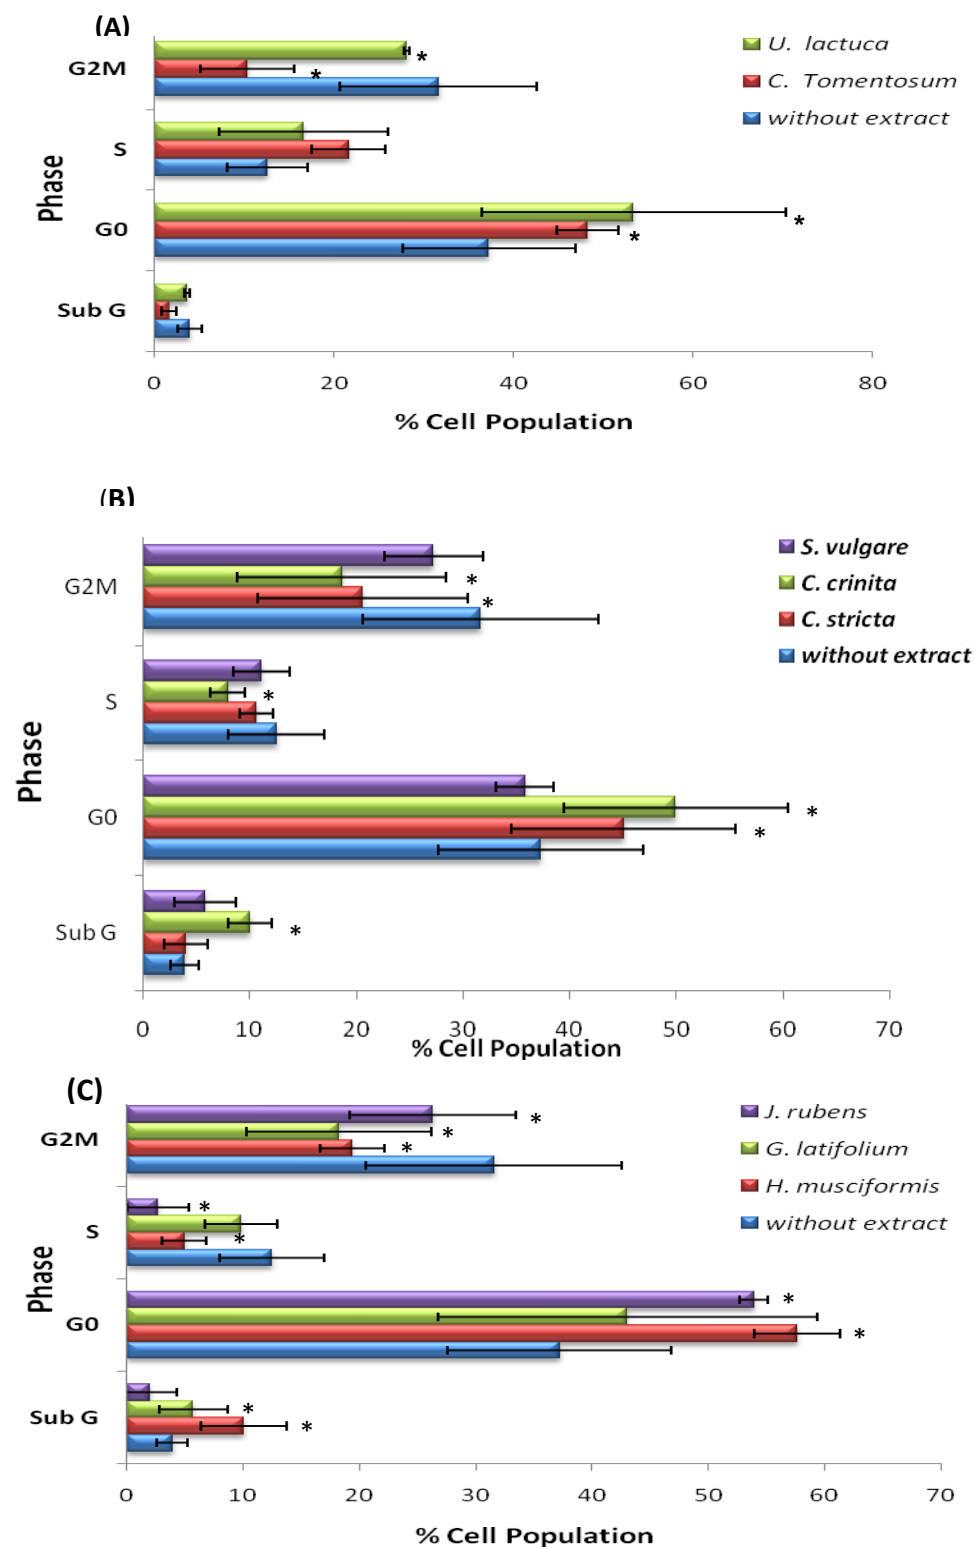 (A)
U. lactuca
C. Tomentosum
without extract
Phase
G2M
*
*
S
G0
*
*
Sub G
0 20 40 60 80
% Cell Population
(B)
S. vulgare
C. crinita
C. stricta
without extract
Phase
G2M
*
*
S
*
G0
*
*
Sub G
*
0 10 20 30 40 50 60 70
% Cell Population
(C)
J. rubens
G. latifolium
H. musciformis
without extract
Phase
G2M
*
*
*
S
*
*
G0
*
*
Sub G
*
*
0 10 20 30 40 50 60 70
% Cell Population